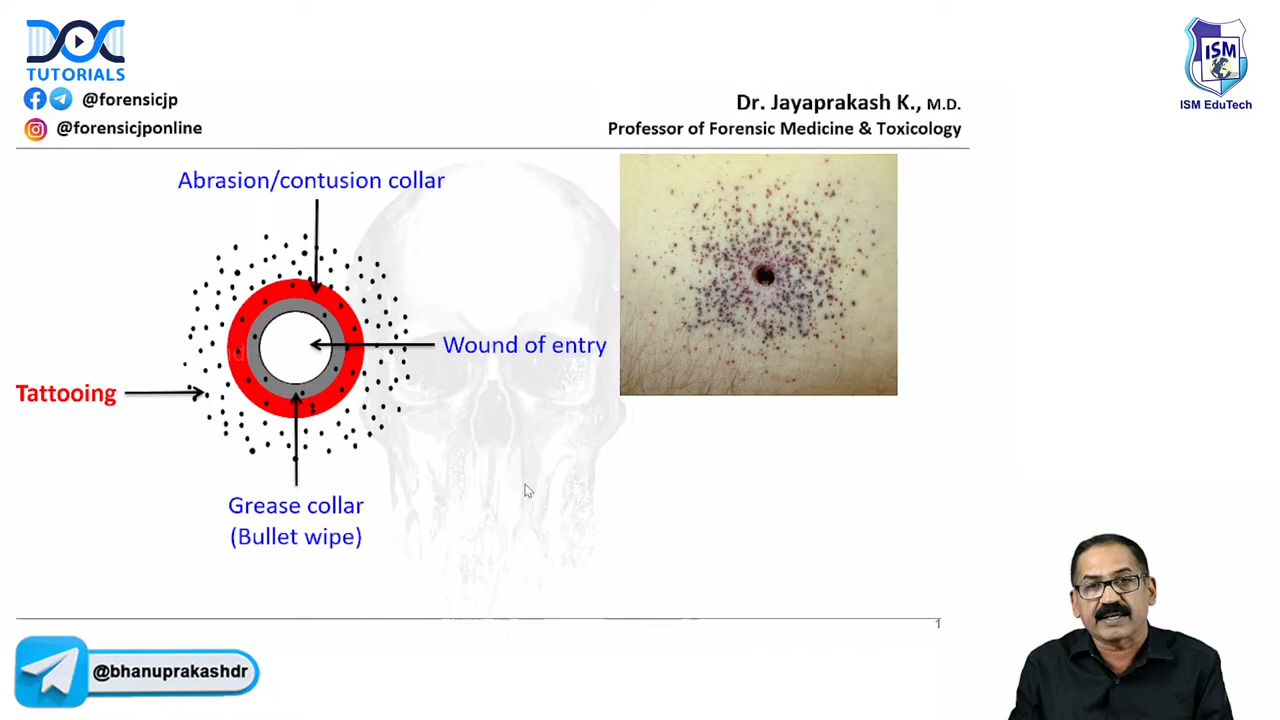 TUTORIALS
@forensicjp
@forensicjponline
Dr. Jayaprakash K., M.D.
Professor of Forensic Medicine & Toxicology
ISM
ISM EduTech
Abrasion/contusion collar
Wound of entry
Tattooing
Grease collar
(Bullet wipe)
1
@bhanuprakashdr